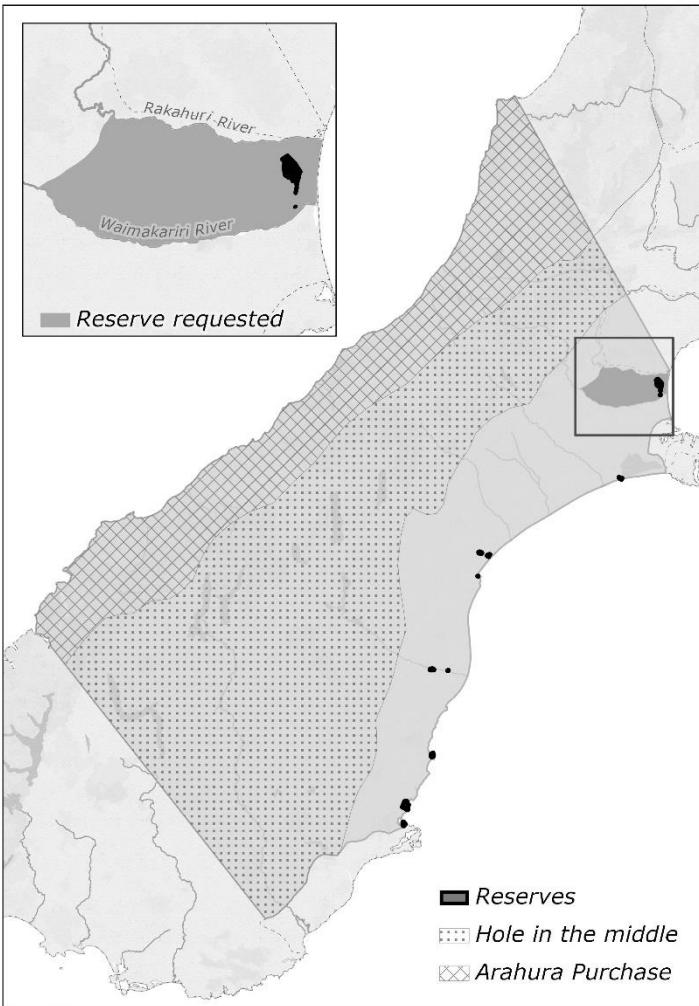 Rakahuri River
Waimakariri River
Reserve requested
Reserves
Hole in the middle
Arahura Purchase